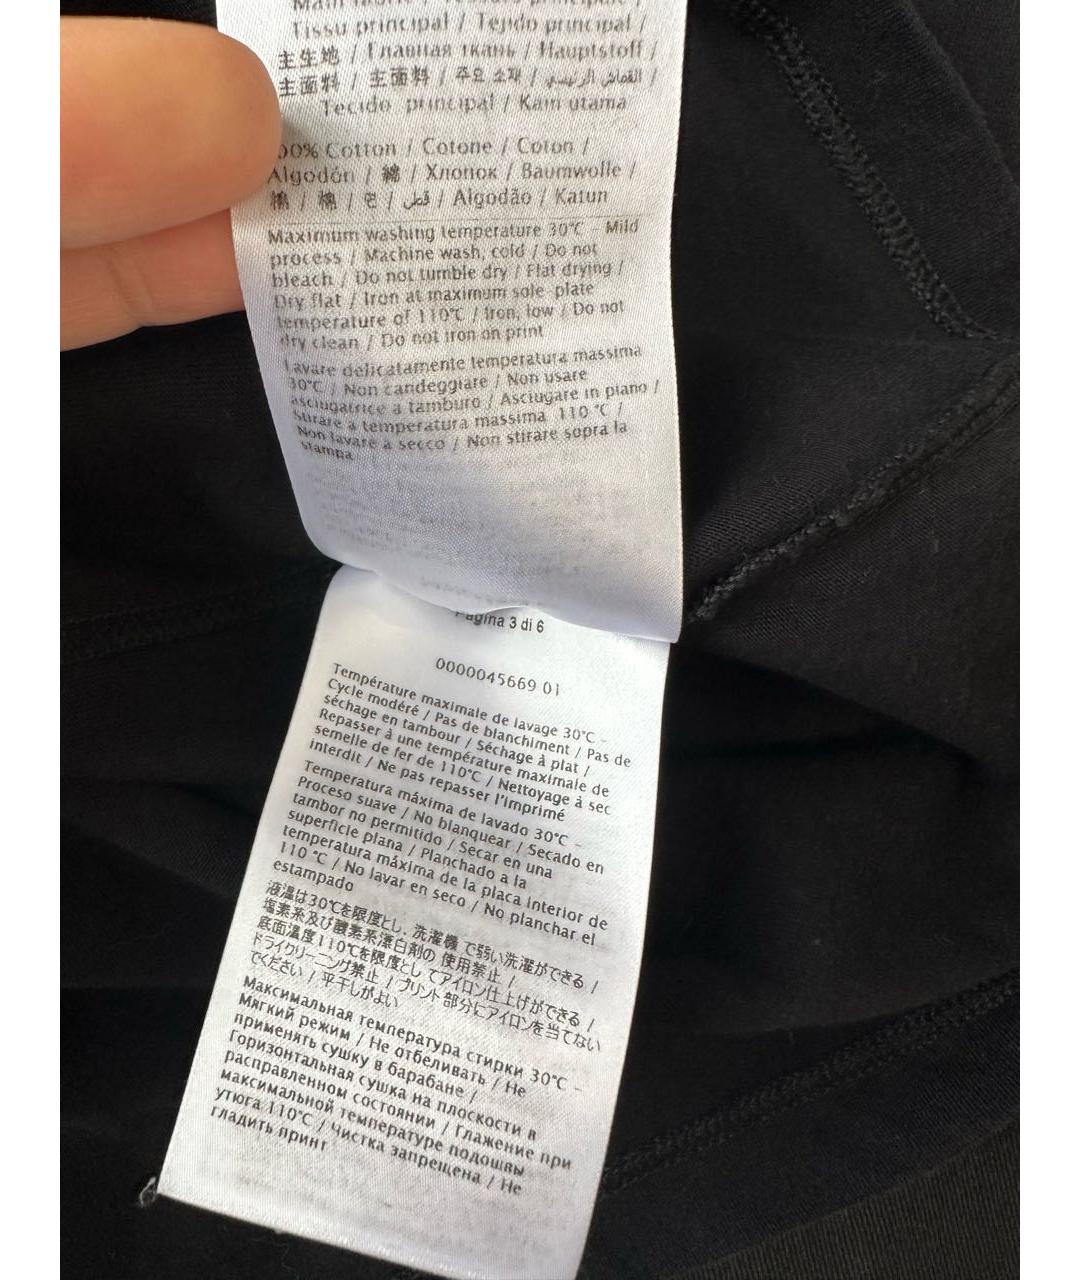 Tissu principal / Tejido principal /
主生地 / Главная ткань / Hauptstoff /
主面料 / 主面料 / 주요 소재 / القماش الرئيسي /
Tecido principal / Kain utama
00% Cotton / Cotone / Coton /
Algodón / 綿 / Хлопок / Baumwolle /
棉 / 棉 / 면 / قطن / Algodão / Katun
Maximum washing temperature 30°C - Mild
process / Machine wash, cold / Do not
bleach / Do not tumble dry / Flat drying /
Dry flat / Iron at maximum sole-plate
temperature of 110°C / Iron, low / Do not
dry clean / Do not iron on print
Lavare delicatamente temperatura massima
30°C / Non candeggiare / Non usare
asciugatrice a tamburo / Asciugare in piano /
Stirare a temperatura massima 110 °C /
Non lavare a secco / Non stirare sopra la
stampa
Pagina 3 di 6
0000045669 01
Température maximale de lavage 30°C -
Cycle modéré / Pas de blanchiment / Pas de
séchage en tambour / Séchage à plat /
Repasser à une température maximale de
semelle de fer de 110°C / Nettoyage à sec
interdit / Ne pas repasser l'imprimé
Temperatura máxima de lavado 30°C -
Proceso suave / No blanquear / Secado en
tambor no permitido / Secar en una
superficie plana / Planchado a la
temperatura máxima de la placa interior de
110 °C / No lavar en seco / No planchar el
estampado
液温は30℃を限度とし、洗濯機で弱い洗濯ができる /
塩素系及び酸素系漂白剤の使用禁止 /
底面温度110℃を限度としてアイロン仕上げができる /
ドライクリーニング禁止 / プリント部分にアイロンを当てない
でください / 平干しがよい
Максимальная температура стирки 30°C -
Мягкий режим / Не отбеливать / Не
применять сушку в барабане /
Горизонтальная сушка на плоскости в
расправленном состоянии / Глажение при
максимальной температуре подошвы
утюга 110°C / Чистка запрещена / Не
гладить принт